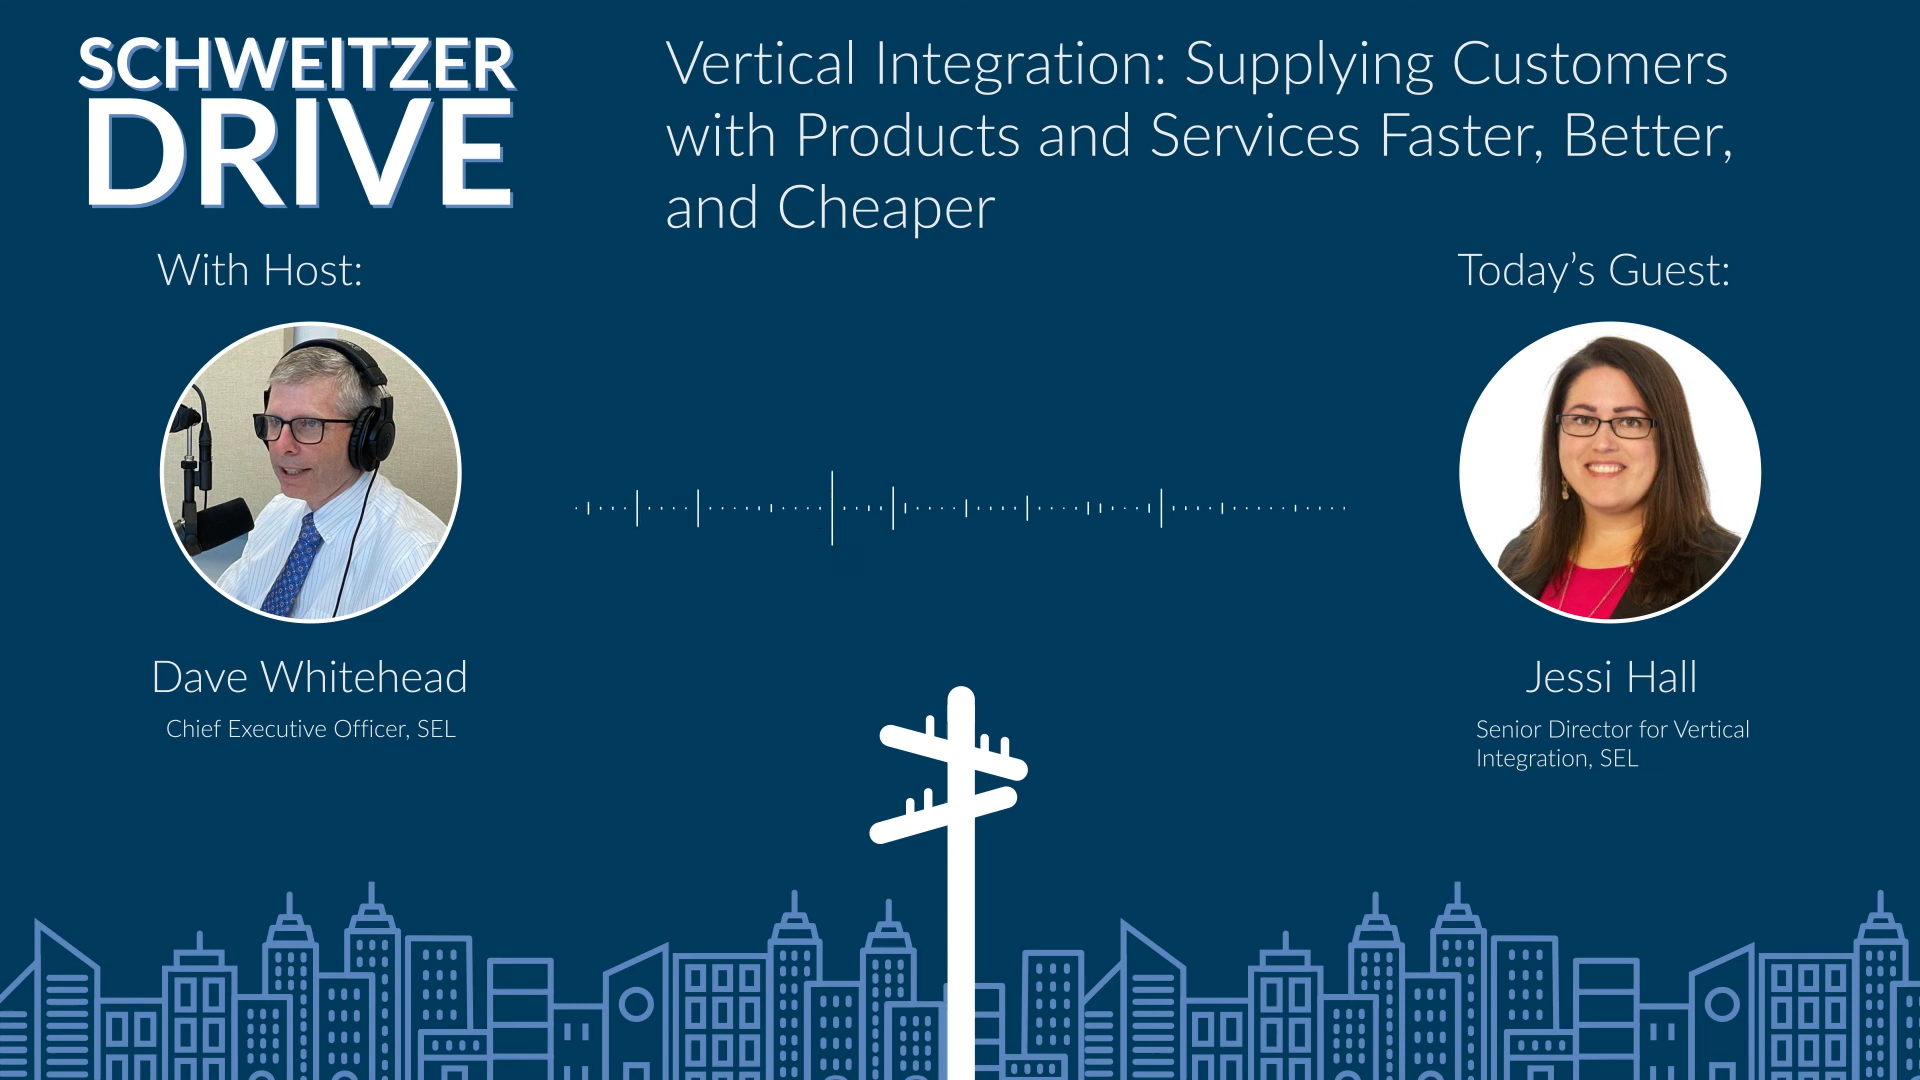 SCHWEITZER
DRIVE
Vertical Integration: Supplying Customers
with Products and Services Faster, Better,
and Cheaper
With Host:
Today’s Guest:
Dave Whitehead
Chief Executive Officer, SEL
Jessi Hall
Senior Director for Vertical
Integration, SEL